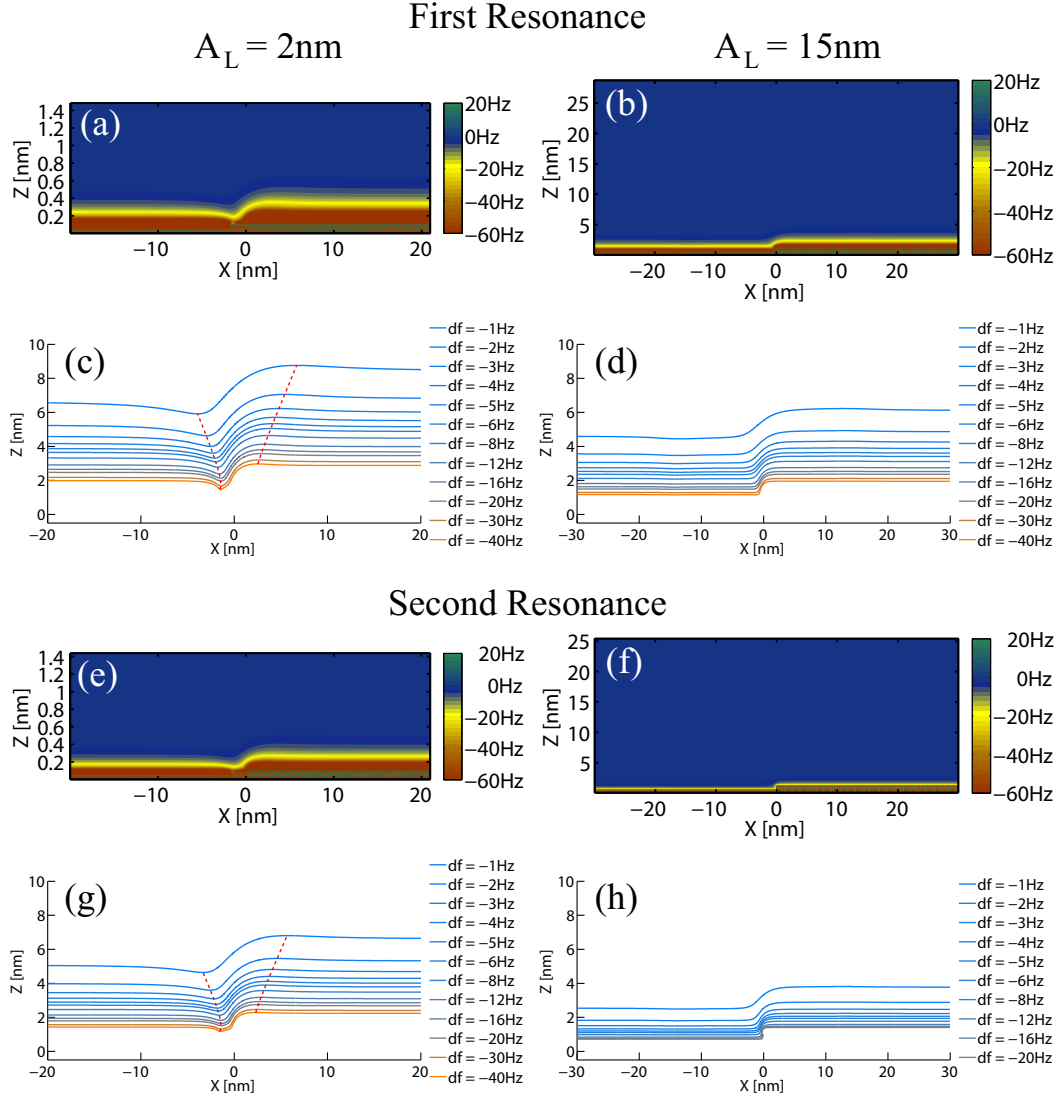 First Resonance
A_L = 2nm
A_L = 15nm
(a)
1.4
1
0.8
0.6
0.4
0.2
Z [nm]
−10
0
10
20
X [nm]
20Hz
0Hz
−20Hz
−40Hz
−60Hz
(b)
25
20
15
10
5
Z [nm]
−20
−10
0
10
20
X [nm]
20Hz
0Hz
−20Hz
−40Hz
−60Hz
(c)
10
8
6
4
2
0
Z [nm]
−20
−10
0
10
20
X [nm]
df = −1Hz
df = −2Hz
df = −3Hz
df = −4Hz
df = −5Hz
df = −6Hz
df = −8Hz
df = −12Hz
df = −16Hz
df = −20Hz
df = −30Hz
df = −40Hz
(d)
10
8
6
4
2
0
Z [nm]
−30
−20
−10
0
10
20
30
X [nm]
df = −1Hz
df = −2Hz
df = −3Hz
df = −4Hz
df = −5Hz
df = −6Hz
df = −8Hz
df = −12Hz
df = −16Hz
df = −20Hz
df = −30Hz
df = −40Hz
Second Resonance
(e)
1.4
1
0.8
0.4
0.2
Z [nm]
−10
0
10
20
X [nm]
20Hz
0Hz
−20Hz
−40Hz
−60Hz
(f)
25
20
15
10
5
Z [nm]
−20
−10
0
10
20
X [nm]
20Hz
0Hz
−20Hz
−40Hz
−60Hz
(g)
10
8
6
4
2
0
Z [nm]
−20
−10
0
10
20
X [nm]
df = −1Hz
df = −2Hz
df = −3Hz
df = −4Hz
df = −5Hz
df = −6Hz
df = −8Hz
df = −12Hz
df = −16Hz
df = −20Hz
df = −30Hz
df = −40Hz
(h)
10
8
6
4
2
0
Z [nm]
−30
−20
−10
0
10
20
30
X [nm]
df = −1Hz
df = −2Hz
df = −3Hz
df = −4Hz
df = −5Hz
df = −6Hz
df = −8Hz
df = −12Hz
df = −16Hz
df = −20Hz